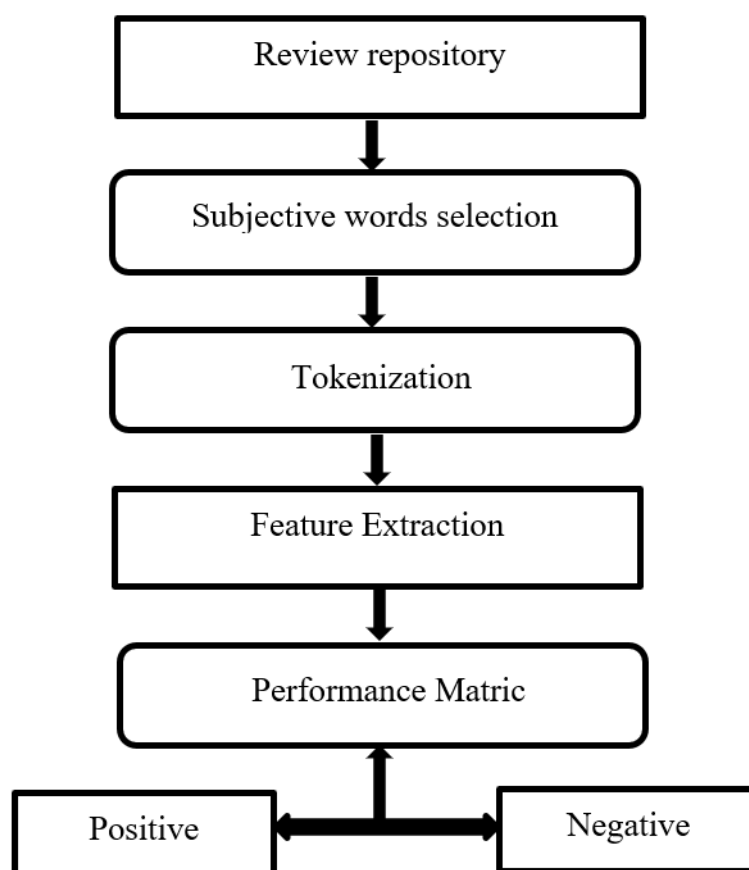 Review repository
Subjective words selection
Tokenization
Feature Extraction
Performance Matric
Positive
Negative